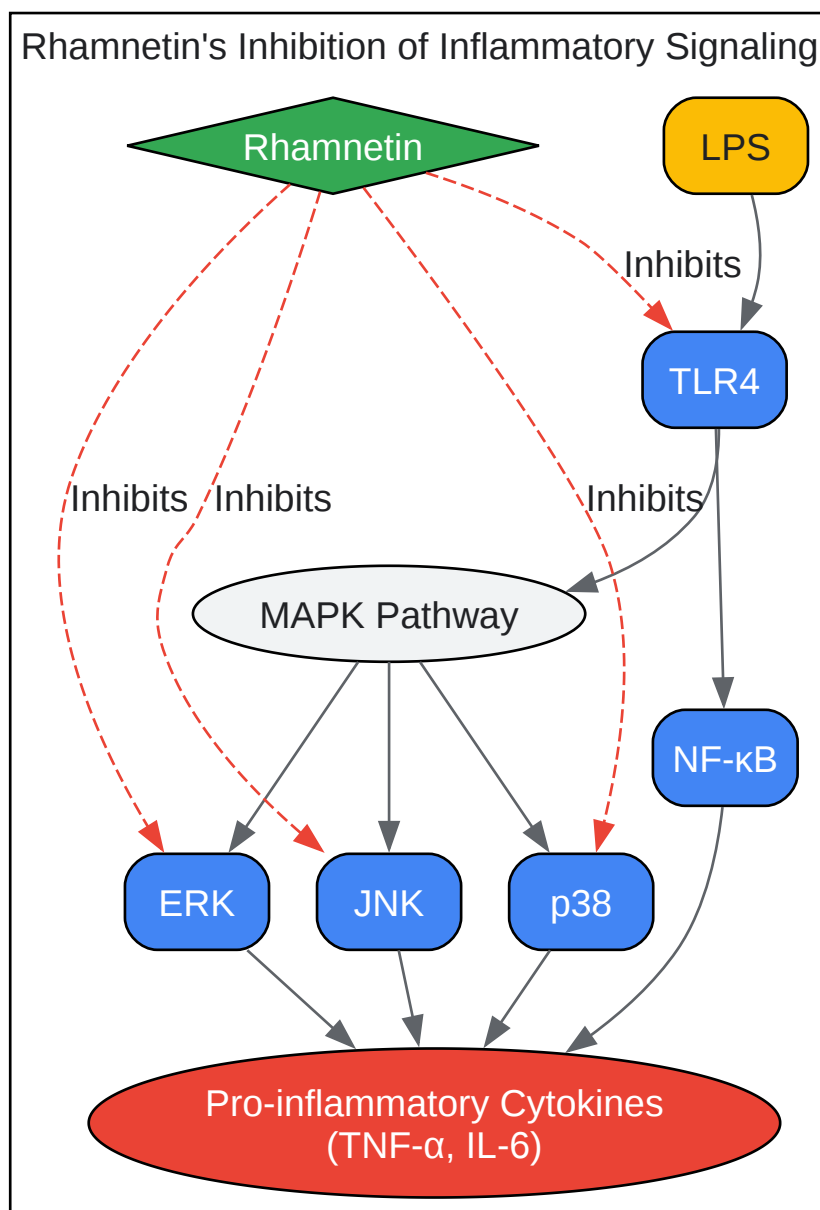 Rhamnetin's Inhibition of Inflammatory Signaling
Rhamnetin
LPS
Inhibits
TLR4
Inhibits
Inhibits
Inhibits
MAPK Pathway
NF-κB
ERK
JNK
p38
Pro-inflammatory Cytokines
(TNF-α, IL-6)